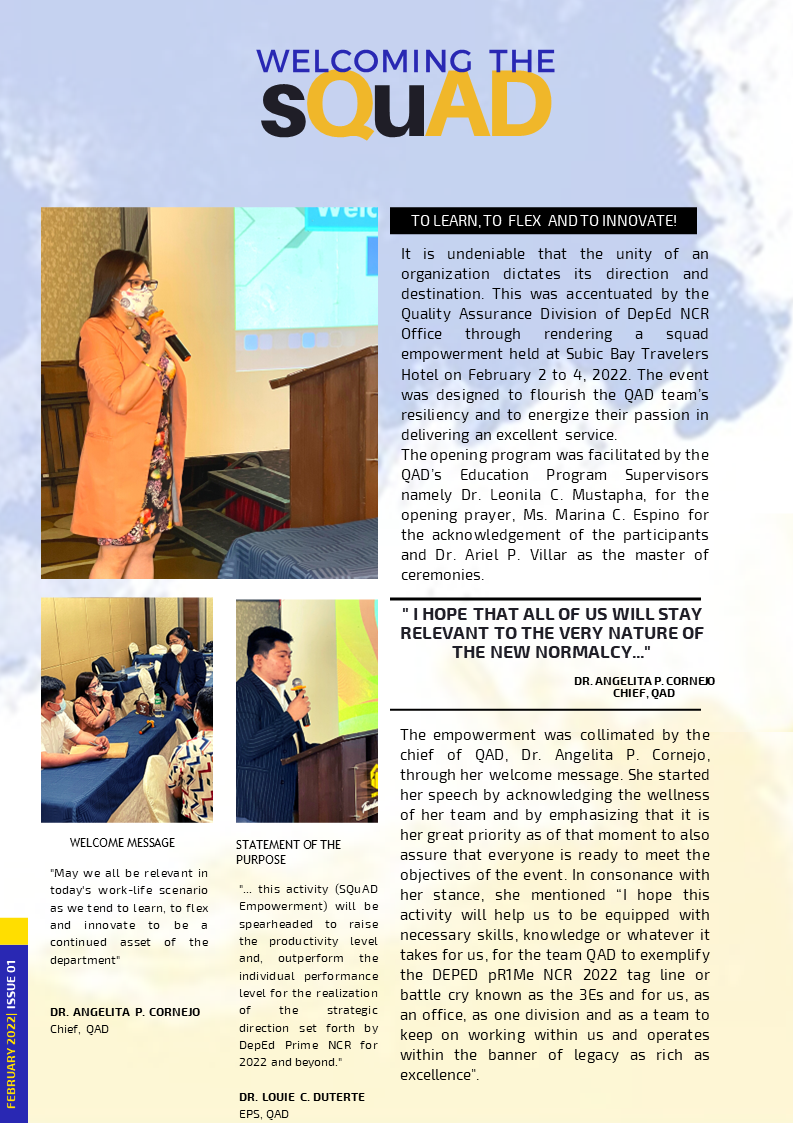 WELCOMING THE
sQuAD
Welc
TO LEARN,TO FLEX AND TO INNOVATE!
It is undeniable that the unity of an
organization dictates its direction and
destination. This was accentuated by the
Quality Assurance Division of DepEd NCR
Office through rendering a squad
empowerment held at Subic Bay Travelers
Hotel on February 2 to 4, 2022. The event
was designed to flourish the QAD team's
resiliency and to energize their passion in
delivering an excellent service.
The opening program was facilitated by the
QAD's Education Program Supervisors
namely Dr. Leonila C. Mustapha, for the
opening prayer, Ms. Marina C. Espino for
the acknowledgement of the participants
and Dr. Ariel P. Villar as the master of
ceremonies.
" I HOPE THAT ALL OF US WILL STAY
RELEVANT TO THE VERY NATURE OF
THE NEW NORMALCY..."
DR. ANGELITA P. CORNEJO
CHIEF, QAD
The empowerment was collimated by the
chief of QAD, Dr. Angelita P. Cornejo,
through her welcome message. She started
her speech by acknowledging the wellness
of her team and by emphasizing that it is
her great priority as of that moment to also
assure that everyone is ready to meet the
objectives of the event. In consonance with
her stance, she mentioned “I hope this
activity will help us to be equipped with
necessary skills, knowledge or whatever it
takes for us, for the team QAD to exemplify
the DEPED pR1Me NCR 2022 tag line or
battle cry known as the 3Es and for us, as
an office, as one division and as a team to
keep on working within us and operates
within the banner of legacy as rich as
excellence".
WELCOME MESSAGE
"May we all be relevant in
today's work-life scenario
as we tend to learn, to flex
and innovate to be a
continued asset of the
department"
DR. ANGELITA P. CORNEJO
Chief, QAD
STATEMENT OF THE
PURPOSE
"... this activity (SQuAD
Empowerment) will be
spearheaded to raise
the productivity level
and, outperform the
individual performance
level for the realization
of the strategic
direction set forth by
DepEd Prime NCR for
2022 and beyond."
DR. LOUIE C. DUTERTE
EPS, QAD
FEBRUARY 2022| ISSUE 01